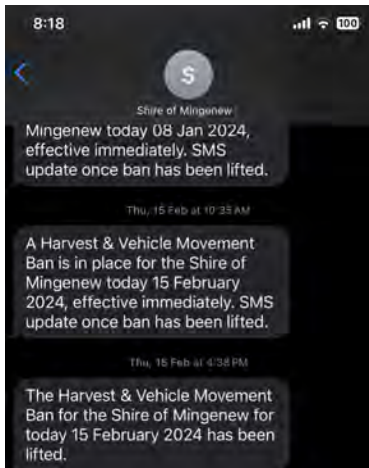 8:18
100
S
Shire of Mingenew
Mingenew today 08 Jan 2024,
effective immediately. SMS
update once ban has been lifted.
Thu, 15 Feb at 10:35 AM
A Harvest & Vehicle Movement
Ban is in place for the Shire of
Mingenew today 15 February
2024, effective immediately. SMS
update once ban has been lifted.
Thu, 15 Feb at 4:38 PM
The Harvest & Vehicle Movement
Ban for the Shire of Mingenew for
today 15 February 2024 has been
lifted.